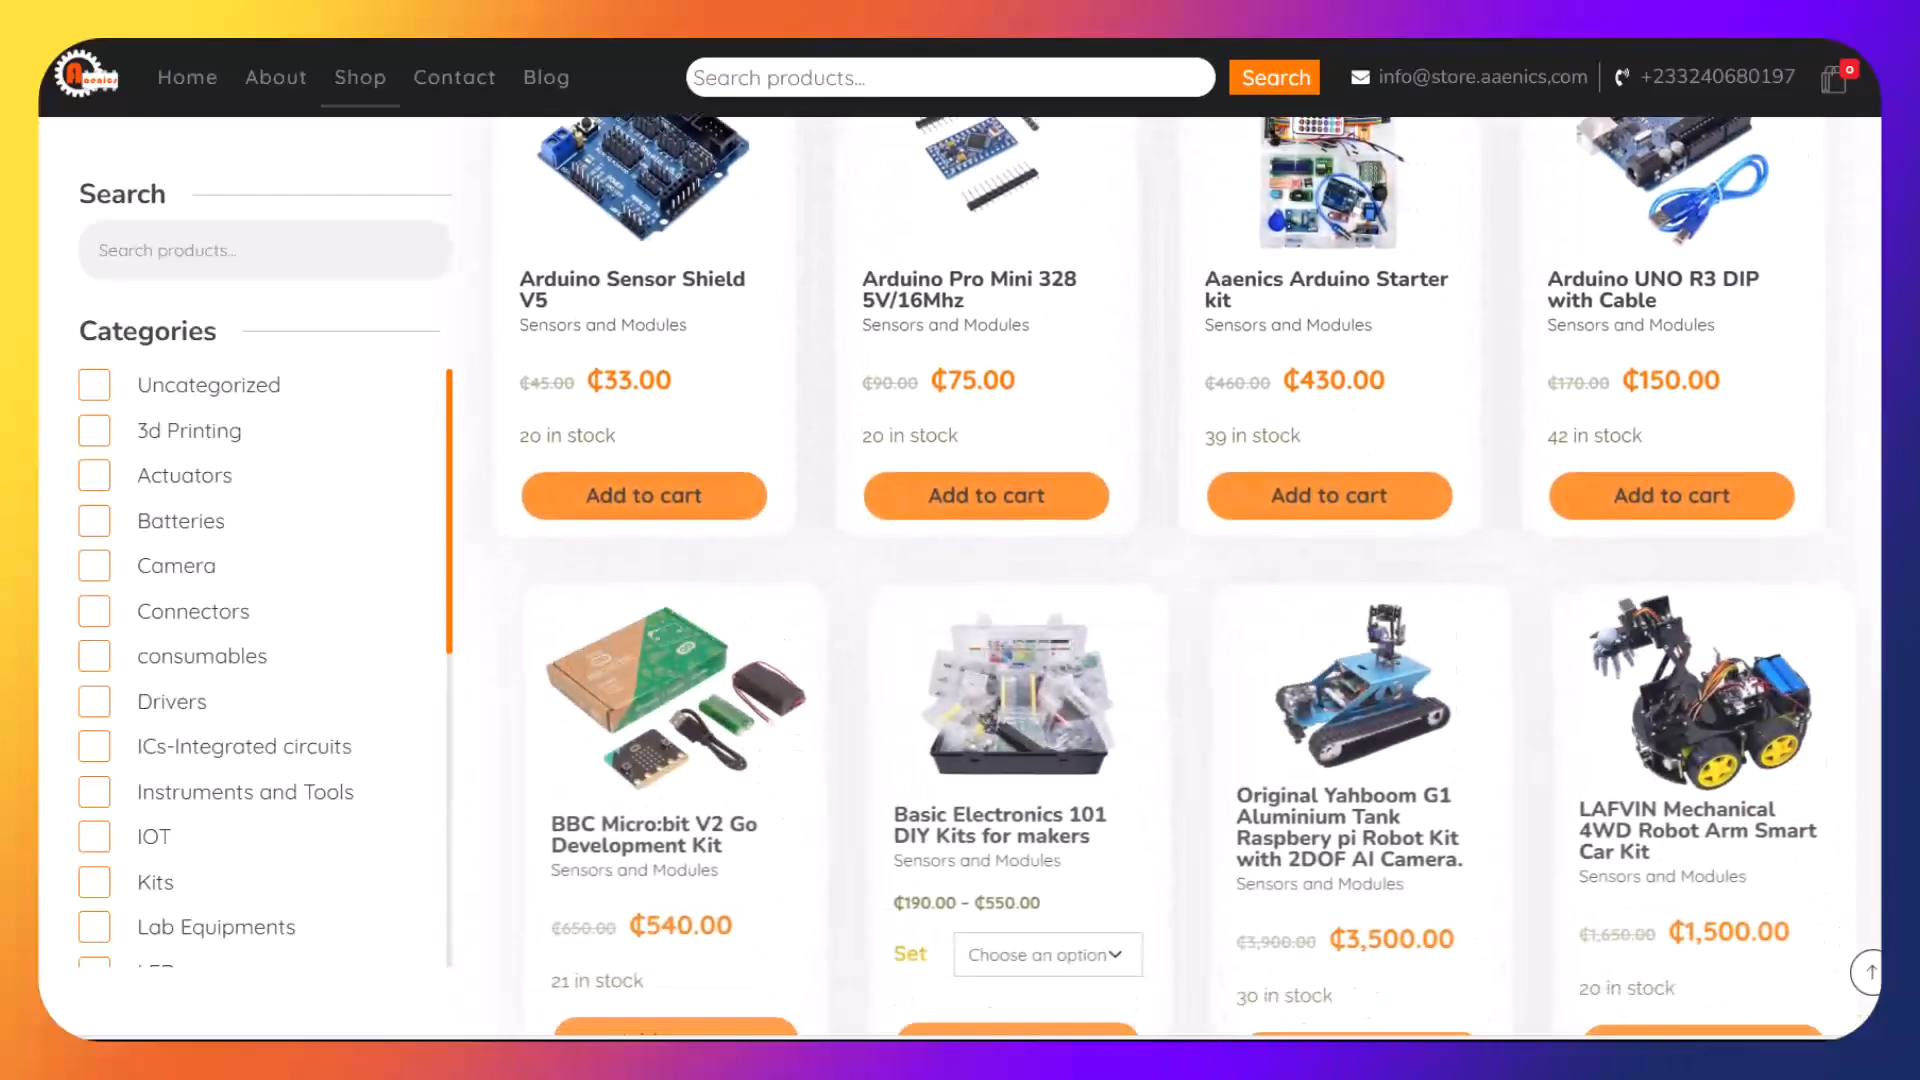 Aaenics
Home About Shop Contact Blog
Search products...
Search
info@store.aaenics,com
+233240680197
0
Search
Search products...
Categories
Uncategorized
3d Printing
Actuators
Batteries
Camera
Connectors
consumables
Drivers
ICs-Integrated circuits
Instruments and Tools
IOT
Kits
Lab Equipments
Arduino Sensor Shield
V5
Sensors and Modules
₵45.00 ₵33.00
20 in stock
Add to cart
Arduino Pro Mini 328
5V/16Mhz
Sensors and Modules
₵90.00 ₵75.00
20 in stock
Add to cart
Aaenics Arduino Starter
kit
Sensors and Modules
₵460.00 ₵430.00
39 in stock
Add to cart
Arduino UNO R3 DIP
with Cable
Sensors and Modules
₵170.00 ₵150.00
42 in stock
Add to cart
BBC Micro:bit V2 Go
Development Kit
Sensors and Modules
₵650.00 ₵540.00
21 in stock
Basic Electronics 101
DIY Kits for makers
Sensors and Modules
₵190.00 – ₵550.00
Set Choose an option
Original Yahboom G1
Aluminium Tank
Raspbery pi Robot Kit
with 2DOF AI Camera.
Sensors and Modules
₵3,900.00 ₵3,500.00
30 in stock
LAFVIN Mechanical
4WD Robot Arm Smart
Car Kit
Sensors and Modules
₵1,650.00 ₵1,500.00
20 in stock